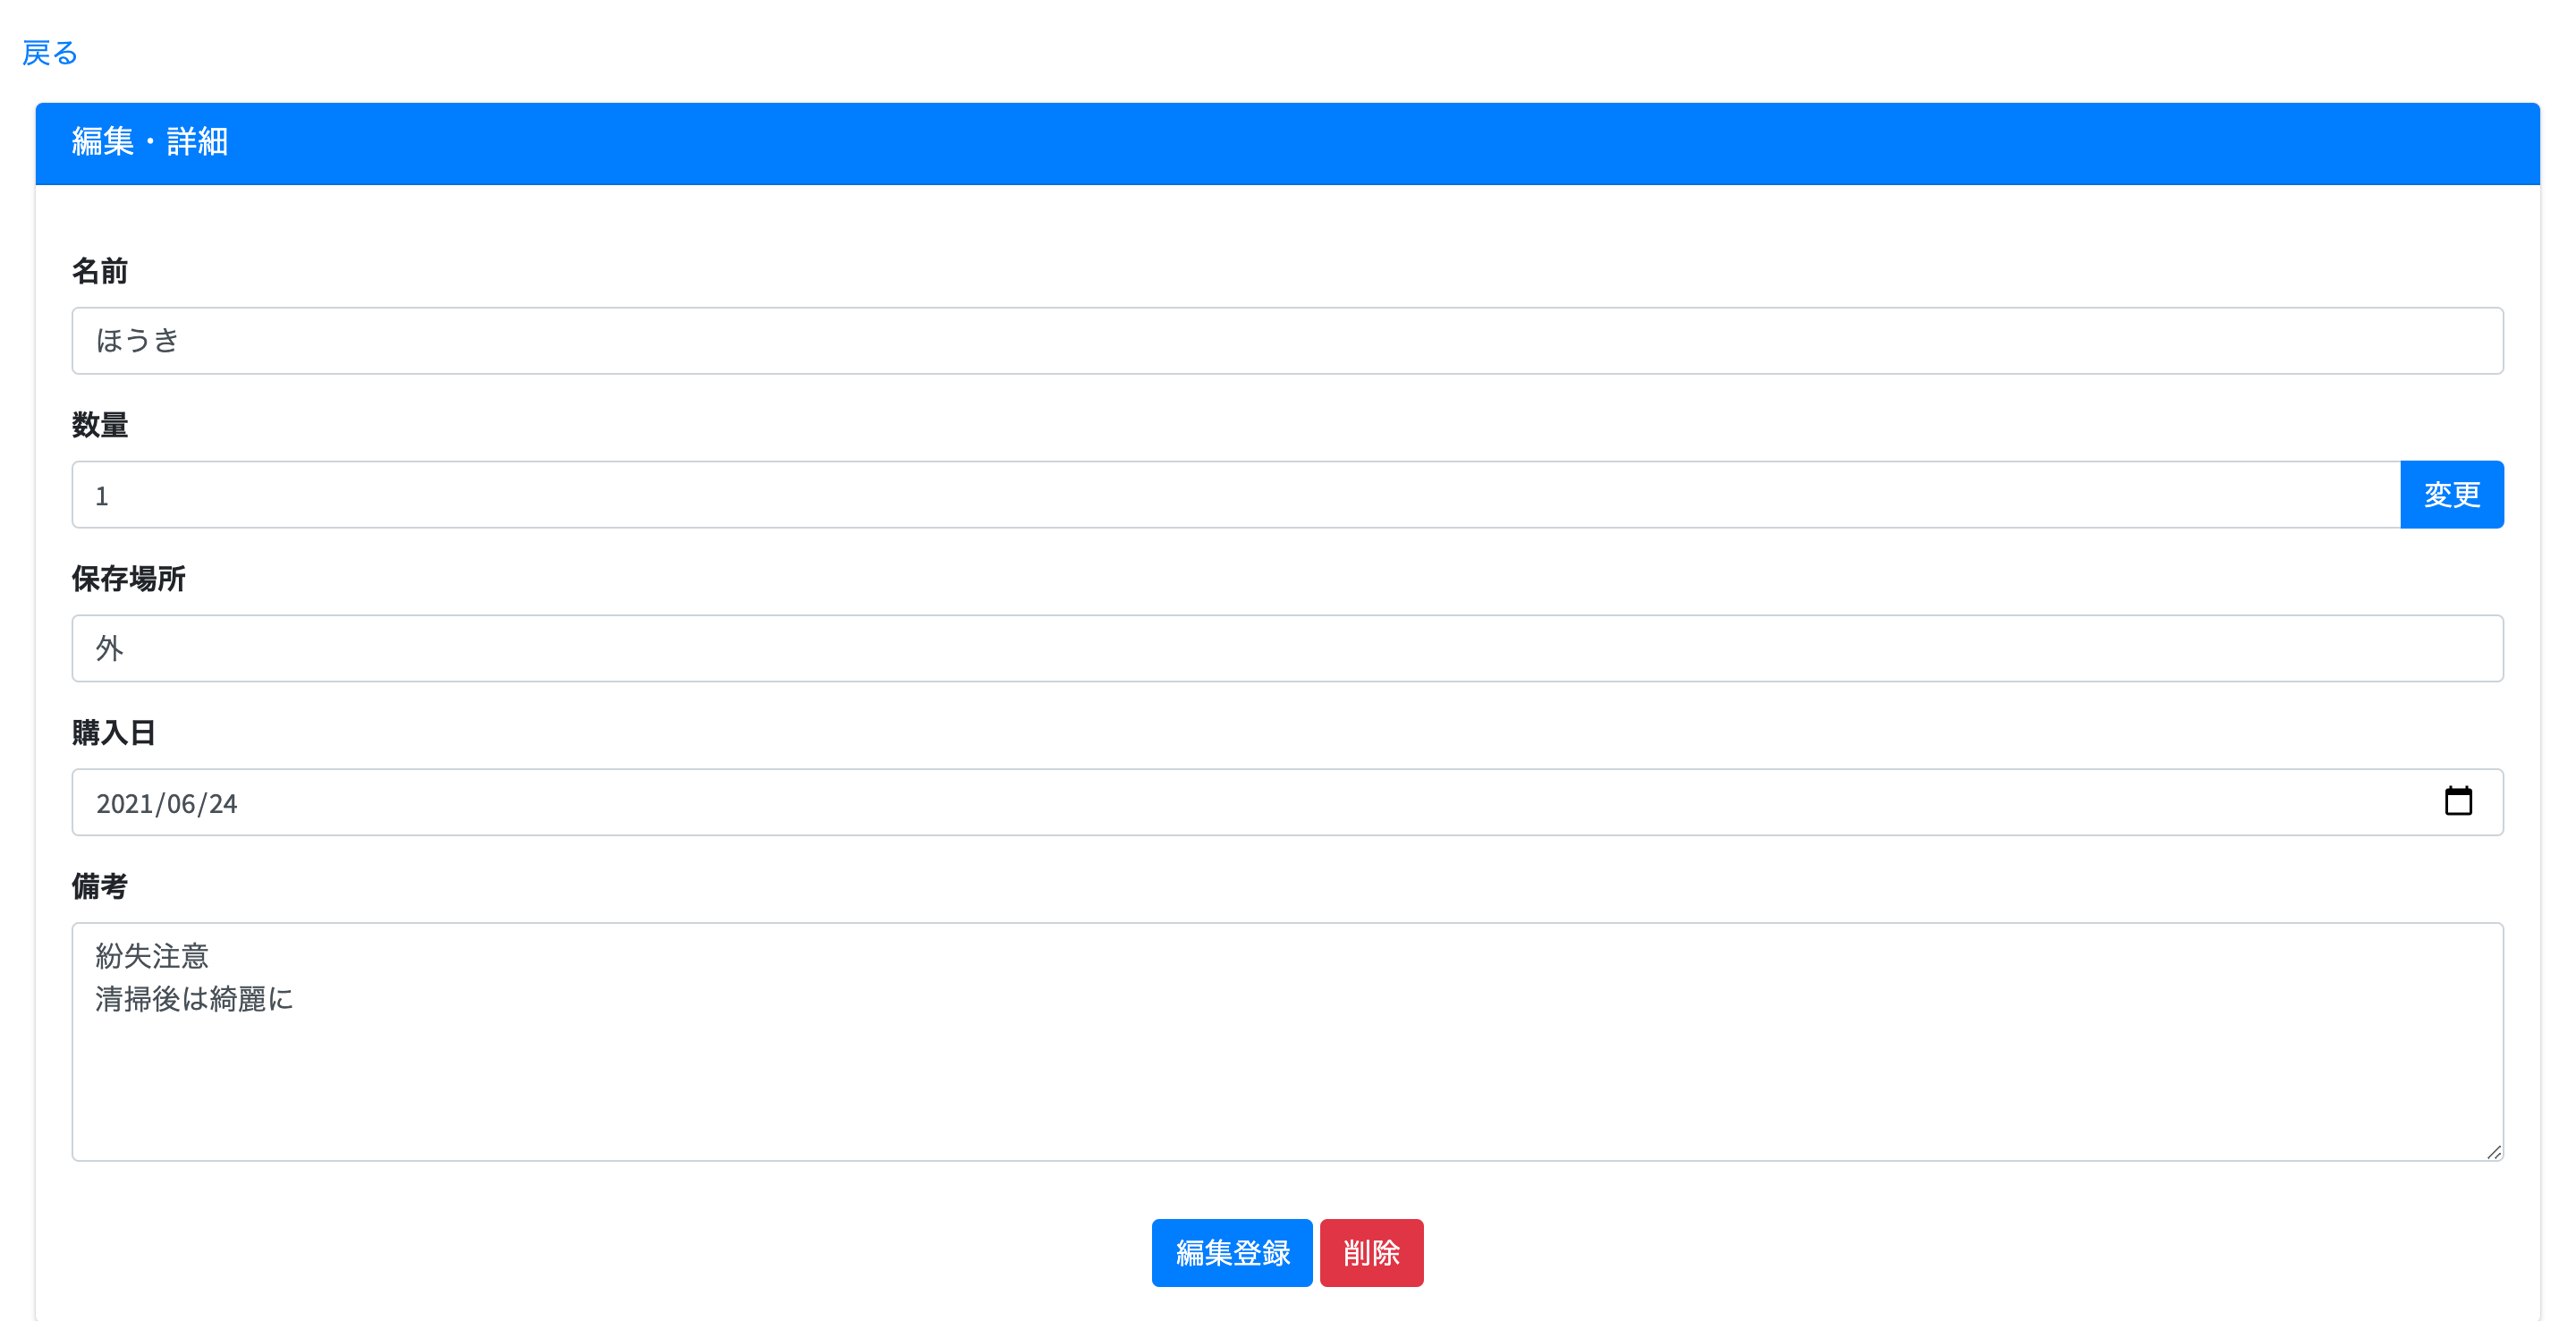 戻る
編集・詳細
名前
ほうき
数量
1
変更
保存場所
外
購入日
2021/06/24
備考
紛失注意
清掃後は綺麗に
編集登録
削除